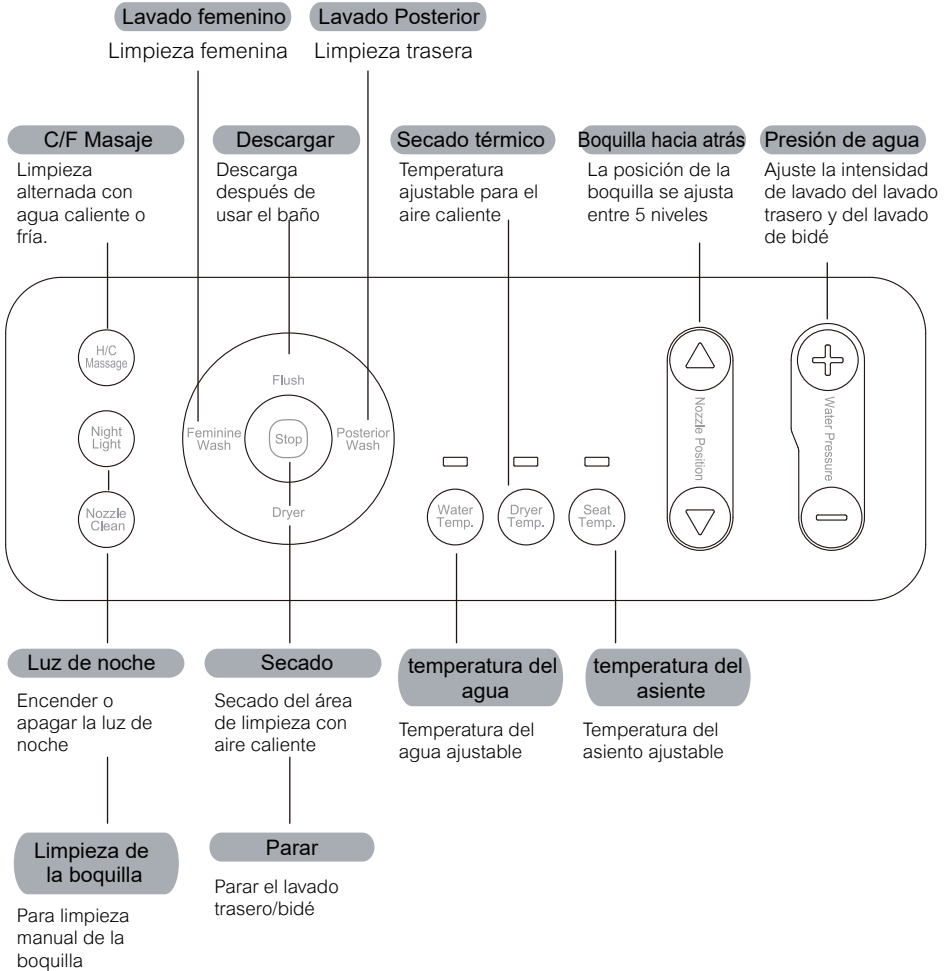 Lavado femenino
Limpieza femenina
Lavado Posterior
Limpieza trasera
C/F Masaje
Limpieza
alternada con
agua caliente o
fría.
Descargar
Descarga
después de
usar el baño
Secado térmico
Temperatura
ajustable para el
aire caliente
Boquilla hacia atrás
La posición de la
boquilla se ajusta
entre 5 niveles
Presión de agua
Ajuste la intensidad
de lavado del lavado
trasero y del lavado
de bidé
H/C
Massage
Night
Light
Nozzle
Clean
Flush
Feminine
Wash
Stop
Posterior
Wash
Dryer
Water
Temp.
Dryer
Temp.
Seat
Temp.
Nozzle Position
Water Pressure
Luz de noche
Encender o
apagar la luz de
noche
Secado
Secado del área
de limpieza con
aire caliente
temperatura del
agua
Temperatura del
agua ajustable
temperatura del
asiente
Temperatura del
asiento ajustable
Limpieza de
la boquilla
Para limpieza
manual de la
boquilla
Parar
Parar el lavado
trasero/bidé